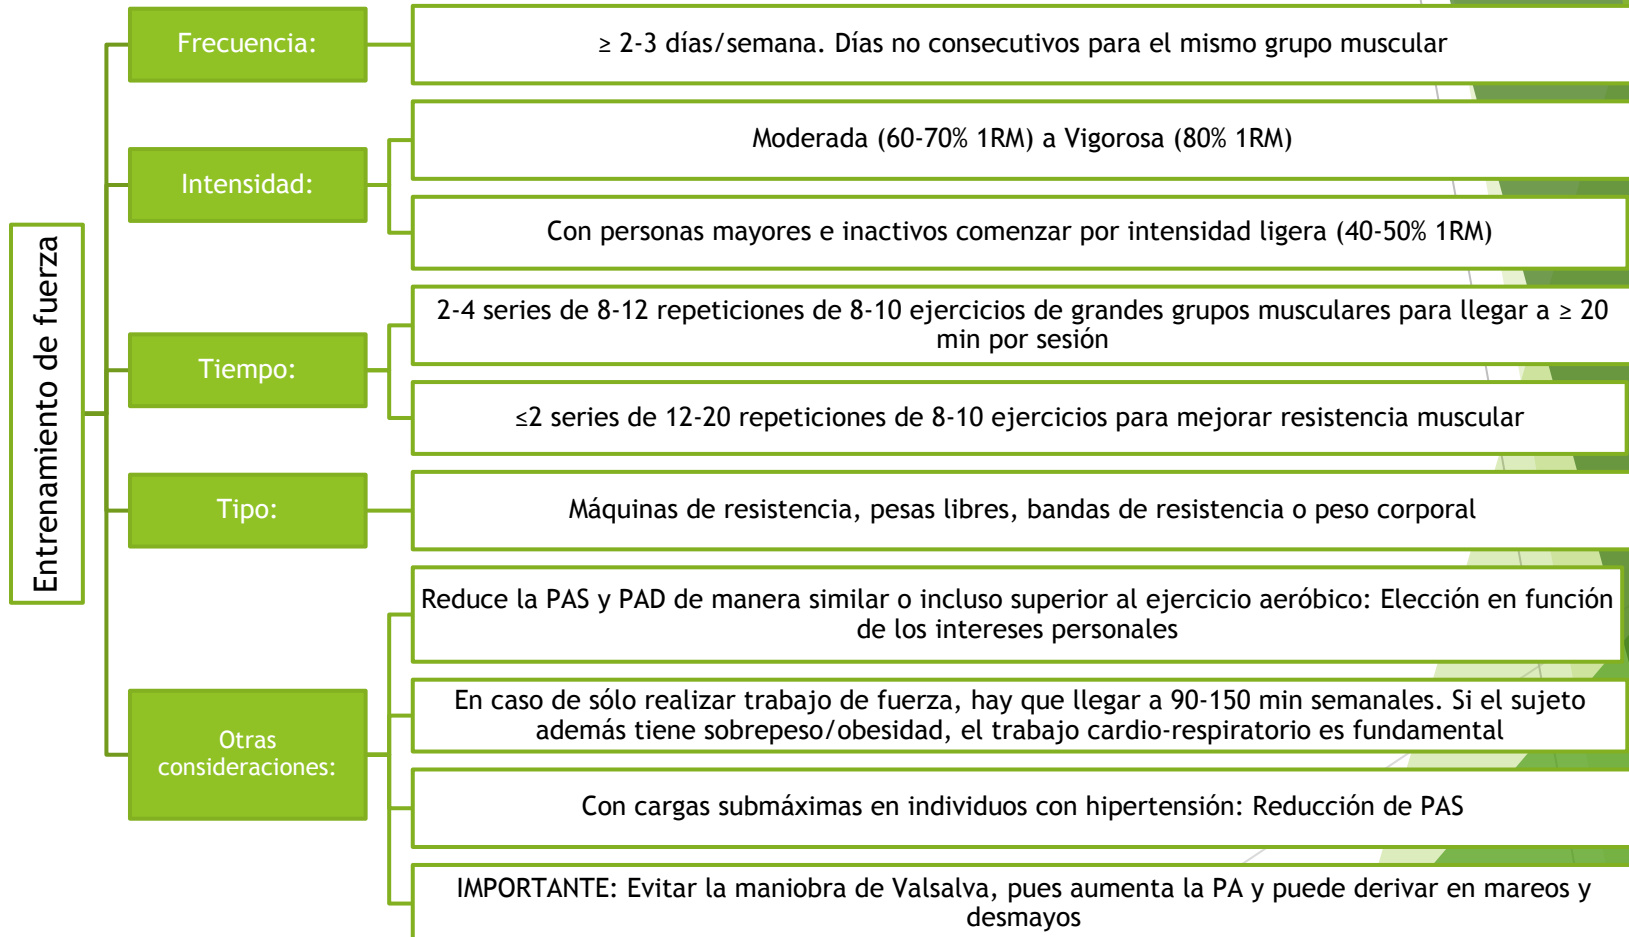 Entrenamiento de fuerza
Frecuencia:
≥ 2-3 días/semana. Días no consecutivos para el mismo grupo muscular
Intensidad:
Moderada (60-70% 1RM) a Vigorosa (80% 1RM)
Con personas mayores e inactivos comenzar por intensidad ligera (40-50% 1RM)
Tiempo:
2-4 series de 8-12 repeticiones de 8-10 ejercicios de grandes grupos musculares para llegar a ≥ 20
min por sesión
≤2 series de 12-20 repeticiones de 8-10 ejercicios para mejorar resistencia muscular
Tipo:
Máquinas de resistencia, pesas libres, bandas de resistencia o peso corporal
Otras
consideraciones:
Reduce la PAS y PAD de manera similar o incluso superior al ejercicio aeróbico: Elección en función
de los intereses personales
En caso de sólo realizar trabajo de fuerza, hay que llegar a 90-150 min semanales. Si el sujeto
además tiene sobrepeso/obesidad, el trabajo cardio-respiratorio es fundamental
Con cargas submáximas en individuos con hipertensión: Reducción de PAS
IMPORTANTE: Evitar la maniobra de Valsalva, pues aumenta la PA y puede derivar en mareos y
desmayos